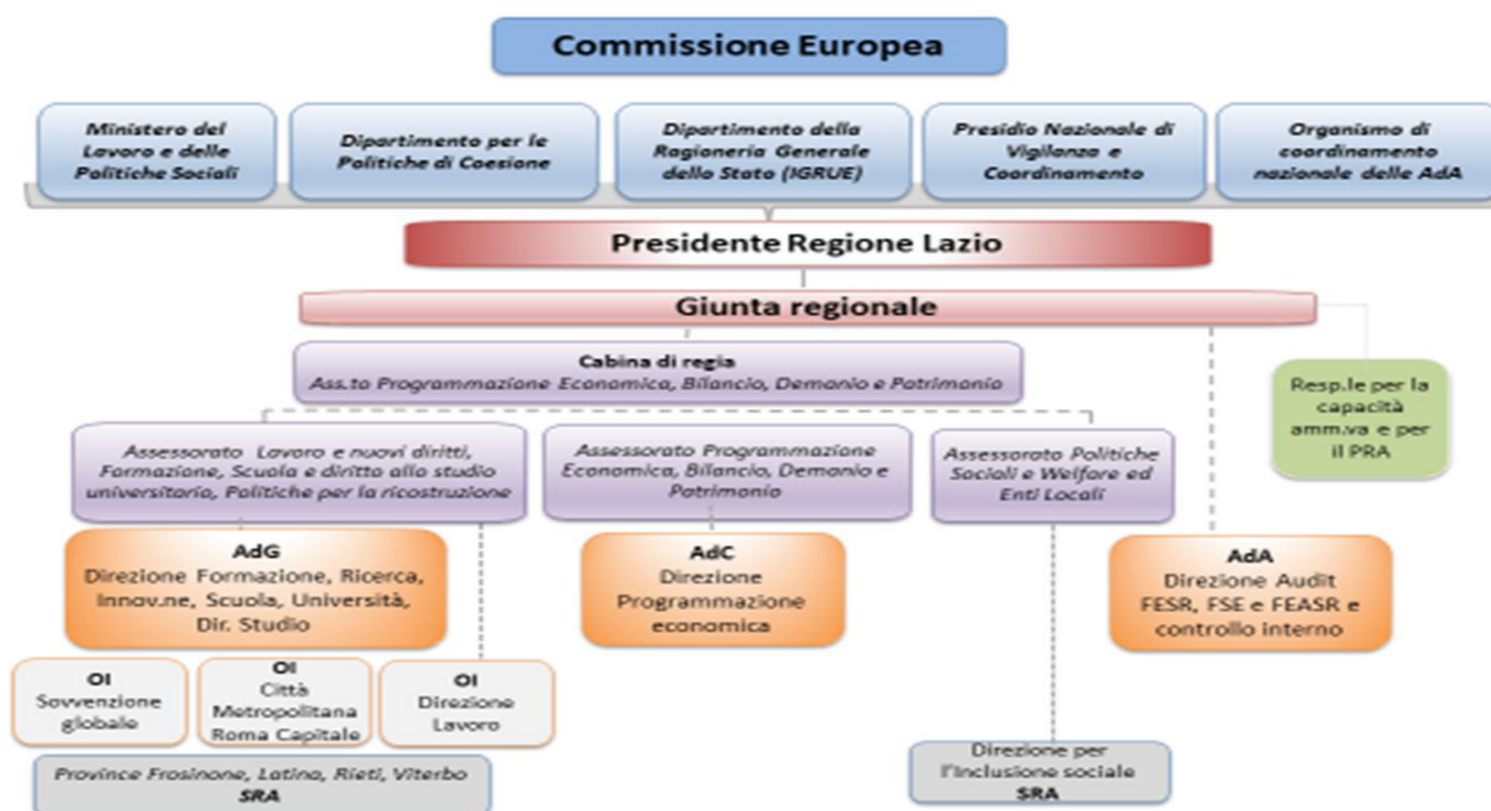 Commissione Europea
Ministero del
Lavoro e delle
Politiche Sociali
Dipartimento per le
Politiche di Coesione
Dipartimento della
Ragioneria Generale
dello Stato (IGRUE)
Presidio Nazionale di
Vigilanza e
Coordinamento
Organismo di
coordinamento
nazionale delle AdA
Presidente Regione Lazio
Giunta regionale
Cabina di regia
Ass.to Programmazione Economica, Bilancio, Demanio e Patrimonio
Resp.le per la
capacità
amm.va e per
il PRA
Assessorato Lavoro e nuovi diritti,
Formazione, Scuola e diritto allo studio
universitario, Politiche per la ricostruzione
Assessorato Programmazione
Economica, Bilancio, Demanio e
Patrimonio
Assessorato Politiche
Sociali e Welfare ed
Enti Locali
AdG
Direzione Formazione, Ricerca,
Innov.ne, Scuola, Università,
Dir. Studio
AdC
Direzione
Programmazione
economica
AdA
Direzione Audit
FESR, FSE e FEASR e
controllo interno
OI
Sovvenzione
globale
OI
Città
Metropolitana
Roma Capitale
OI
Direzione
Lavoro
Province Frosinone, Latina, Rieti, Viterbo
SRA
Direzione per
l'Inclusione sociale
SRA